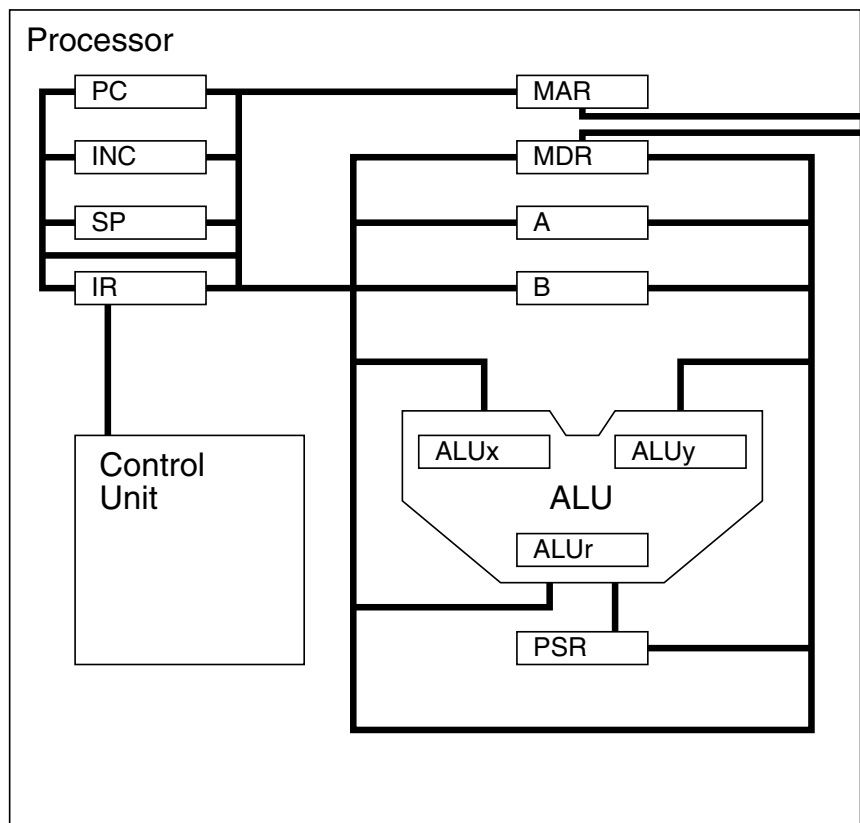 Processor
PC
MAR
INC
MDR
SP
A
IR
B
Control
Unit
ALUx
ALUy
ALU
ALUr
PSR